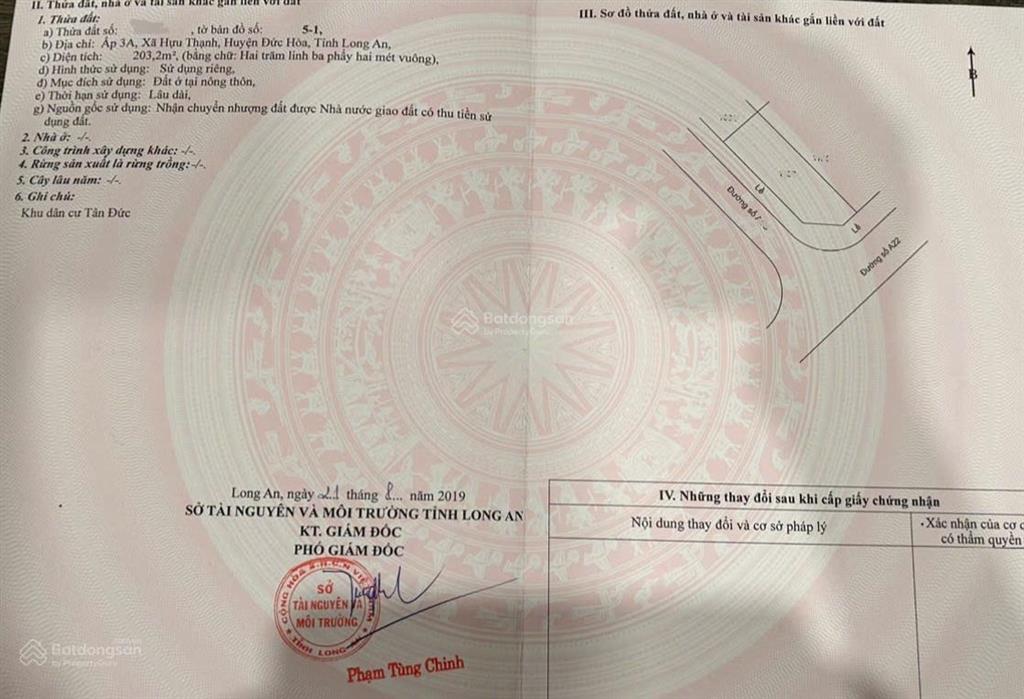 II. Thửa đất, nhà ở và tài sản khác gắn liền với đất
1. Thửa đất:
a) Thửa đất số: , tờ bản đồ số: 5-1,
b) Địa chỉ: Ấp 3A, Xã Hựu Thạnh, Huyện Đức Hòa, Tỉnh Long An,
c) Diện tích: 203,2m², (bằng chữ: Hai trăm linh ba phẩy hai mét vuông),
d) Hình thức sử dụng: Sử dụng riêng,
đ) Mục đích sử dụng: Đất ở tại nông thôn,
e) Thời hạn sử dụng: Lâu dài,
g) Nguồn gốc sử dụng: Nhận chuyển nhượng đất được Nhà nước giao đất có thu tiền sử
dụng đất.
2. Nhà ở: -/-.
3. Công trình xây dựng khác: -/-.
4. Rừng sản xuất là rừng trồng:-/-.
5. Cây lâu năm: -/-.
6. Ghi chú:
Khu dân cư Tân Đức
III. Sơ đồ thửa đất, nhà ở và tài sản khác gắn liền với đất
B
Lề
Đường số
Lề
Đường số A22
Batdongsan
by PropertyGuru
Long An, ngày 21 tháng 8... năm 2019
SỞ TÀI NGUYÊN VÀ MÔI TRƯỜNG TỈNH LONG AN
KT. GIÁM ĐỐC
PHÓ GIÁM ĐỐC
CỘNG HÒA X.H.C.N VIỆT NAM
SỞ
TÀI NGUYÊN VÀ
MÔI TRƯỜNG
TỈNH LONG AN
Phạm Tùng Chinh
IV. Những thay đổi sau khi cấp giấy chứng nhận
Nội dung thay đổi và cơ sở pháp lý
Xác nhận của cơ
có thẩm quyền
Batdongsan
by PropertyGuru